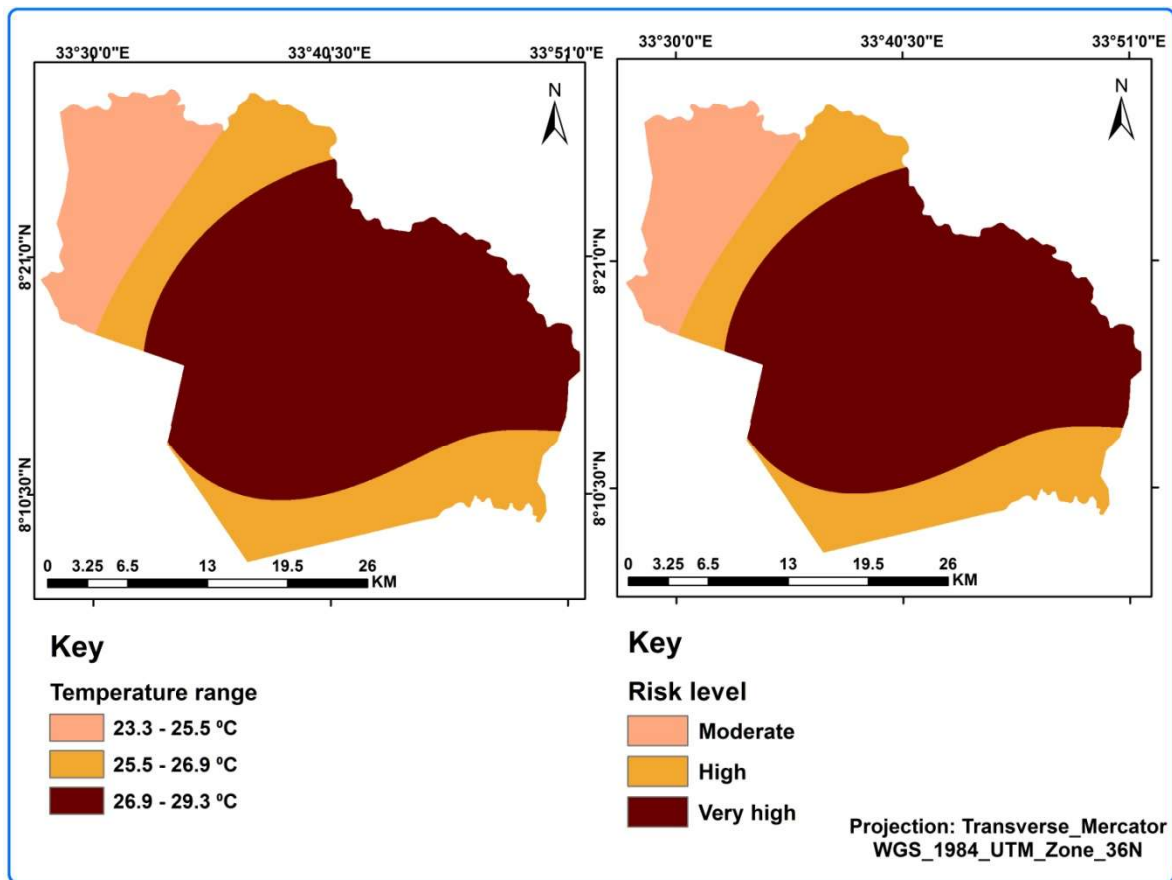 33°30'0"E 33°40'30"E 33°51'0"E
N
8°21'0"N
8°10'30"N
0 3.25 6.5 13 19.5 26
KM
Key
Temperature range
23.3 - 25.5 ºC
25.5 - 26.9 ºC
26.9 - 29.3 ºC
33°30'0"E 33°40'30"E 33°51'0"E
N
8°21'0"N
8°10'30"N
0 3.25 6.5 13 19.5 26
KM
Key
Risk level
Moderate
High
Very high
Projection: Transverse_Mercator
WGS_1984_UTM_Zone_36N